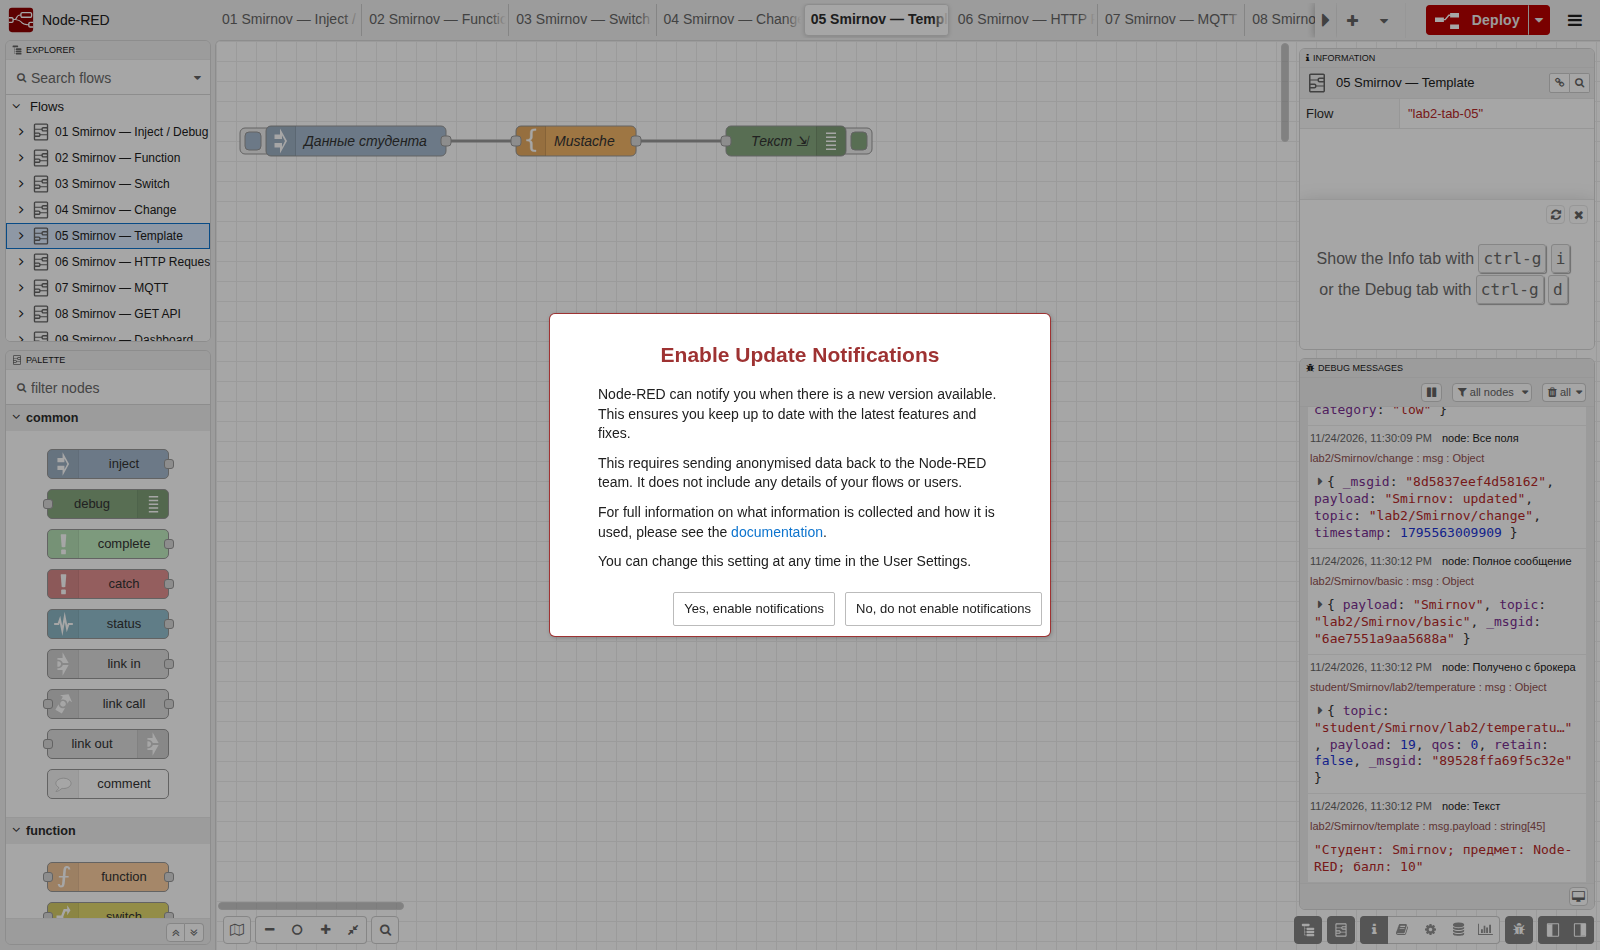 Node-RED
01 Smirnov — Inject /
02 Smirnov — Functi
03 Smirnov — Switch
04 Smirnov — Chang
05 Smirnov — Temp
06 Smirnov — HTTP
07 Smirnov — MQTT
08 Smirno
Deploy
EXPLORER
Search flows
Flows
01 Smirnov — Inject / Debug
02 Smirnov — Function
03 Smirnov — Switch
04 Smirnov — Change
05 Smirnov — Template
06 Smirnov — HTTP Reques
07 Smirnov — MQTT
08 Smirnov — GET API
09 Smirnov — Dashboard
PALETTE
filter nodes
common
inject
debug
complete
catch
status
link in
link call
link out
comment
function
function
switch
Данные студента
Mustache
Текст ⇲
Enable Update Notifications
Node-RED can notify you when there is a new version available.
This ensures you keep up to date with the latest features and
fixes.
This requires sending anonymised data back to the Node-RED
team. It does not include any details of your flows or users.
For full information on what information is collected and how it is
used, please see the documentation.
You can change this setting at any time in the User Settings.
Yes, enable notifications
No, do not enable notifications
INFORMATION
05 Smirnov — Template
Flow "lab2-tab-05"
Show the Info tab with ctrl-g i
or the Debug tab with ctrl-g d
DEBUG MESSAGES
all nodes
all
category: "low" }
11/24/2026, 11:30:09 PM node: Все поля
lab2/Smirnov/change : msg : Object
{ _msgid: "8d5837eef4d58162",
payload: "Smirnov: updated",
topic: "lab2/Smirnov/change",
timestamp: 1795563009909 }
11/24/2026, 11:30:12 PM node: Полное сообщение
lab2/Smirnov/basic : msg : Object
{ payload: "Smirnov", topic:
"lab2/Smirnov/basic", _msgid:
"6ae7551a9aa5688a" }
11/24/2026, 11:30:12 PM node: Получено с брокера
student/Smirnov/lab2/temperature : msg : Object
{ topic:
"student/Smirnov/lab2/temperatu…"
, payload: 19, qos: 0, retain:
false, _msgid: "89528ffa69f5c32e"
}
11/24/2026, 11:30:12 PM node: Текст
lab2/Smirnov/template : msg.payload : string[45]
"Студент: Smirnov; предмет: Node-
RED; балл: 10"